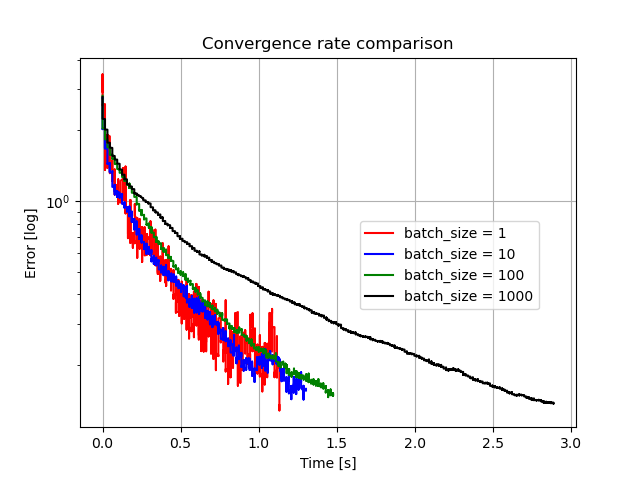 Convergence rate comparison
Error [log]
10⁰
batch_size = 1
batch_size = 10
batch_size = 100
batch_size = 1000
0.0 0.5 1.0 1.5 2.0 2.5 3.0
Time [s]